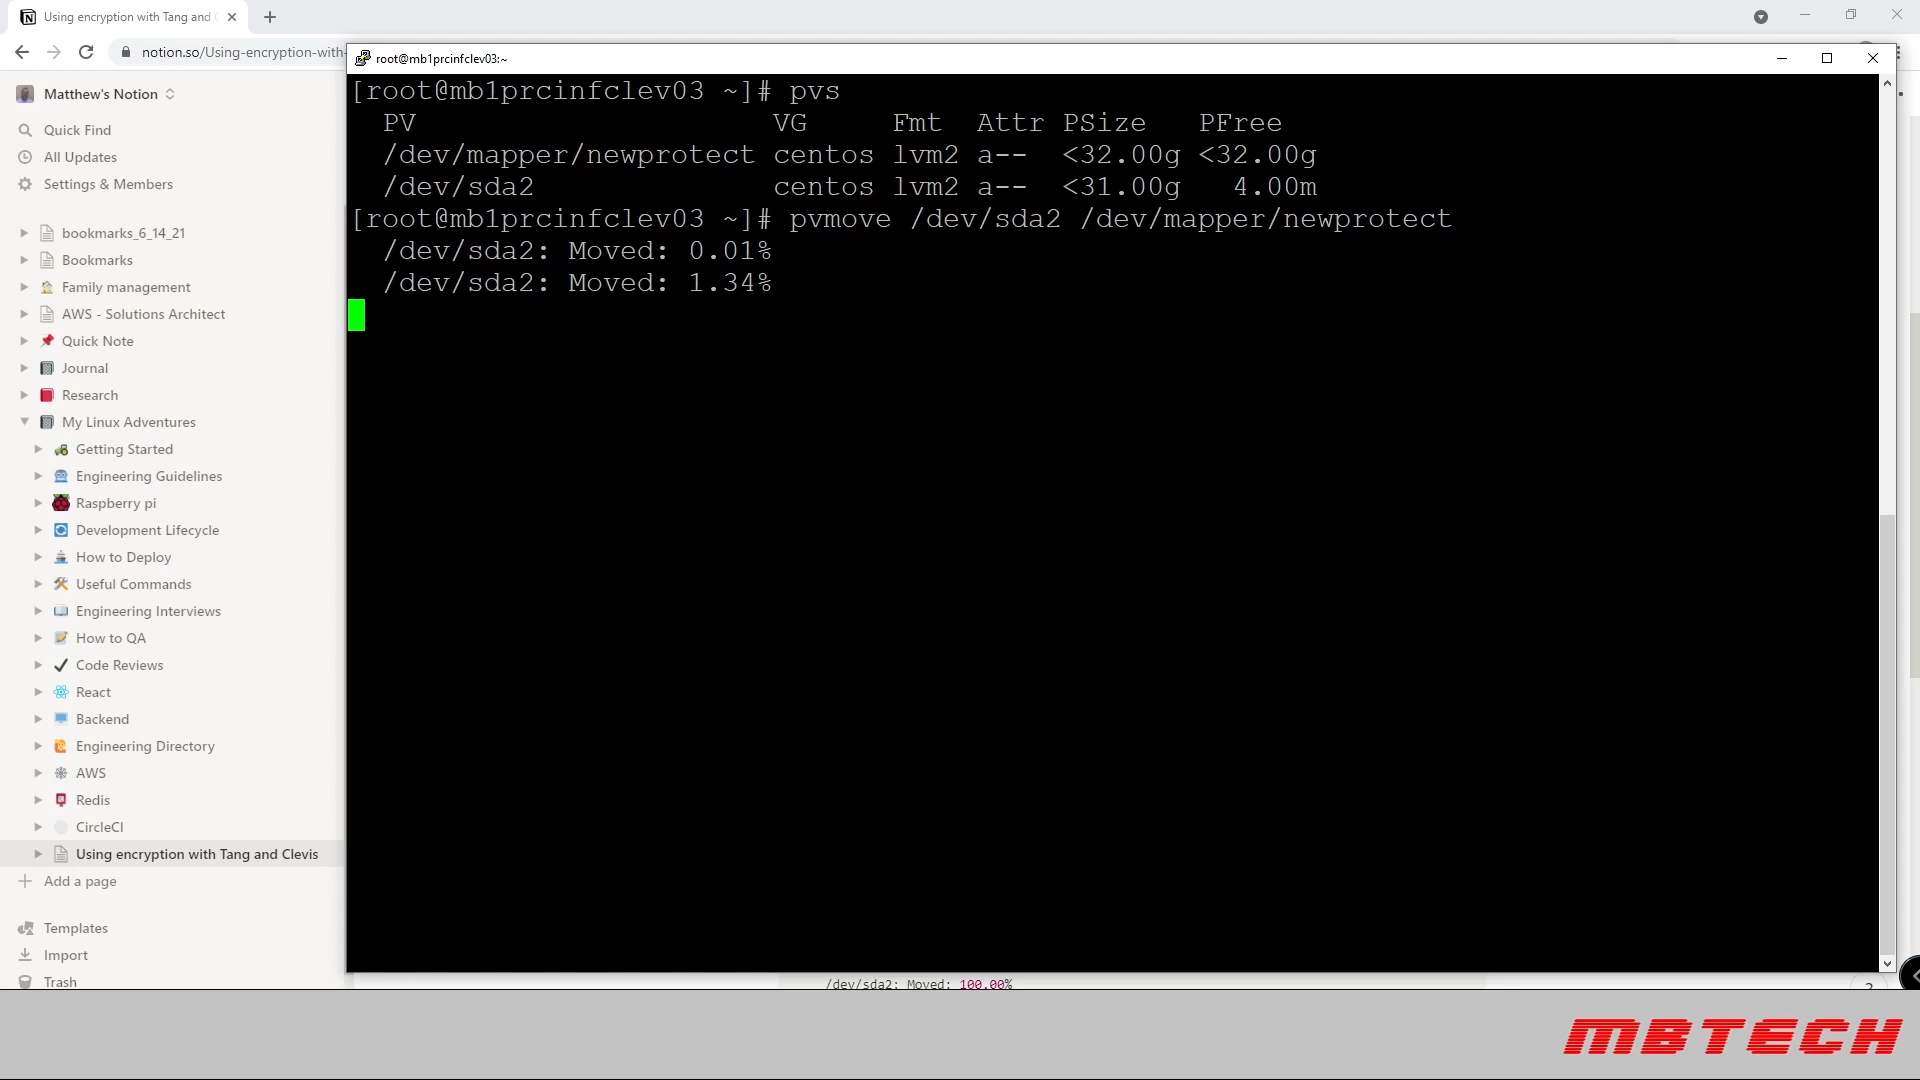 Using encryption with Tang and
notion.so/Using-encryption-with-
root@mb1prcinfclev03:~
Matthew's Notion
Quick Find
All Updates
Settings & Members
bookmarks_6_14_21
Bookmarks
Family management
AWS - Solutions Architect
Quick Note
Journal
Research
My Linux Adventures
Getting Started
Engineering Guidelines
Raspberry pi
Development Lifecycle
How to Deploy
Useful Commands
Engineering Interviews
How to QA
Code Reviews
React
Backend
Engineering Directory
AWS
Redis
CircleCI
Using encryption with Tang and Clevis
Add a page
Templates
Import
Trash
[root@mb1prcinfclev03 ~]# pvs
PV VG Fmt Attr PSize PFree
/dev/mapper/newprotect centos lvm2 a-- <32.00g <32.00g
/dev/sda2 centos lvm2 a-- <31.00g 4.00m
[root@mb1prcinfclev03 ~]# pvmove /dev/sda2 /dev/mapper/newprotect
/dev/sda2: Moved: 0.01%
/dev/sda2: Moved: 1.34%
/dev/sda2: Moved: 100.00%
?
MBTECH